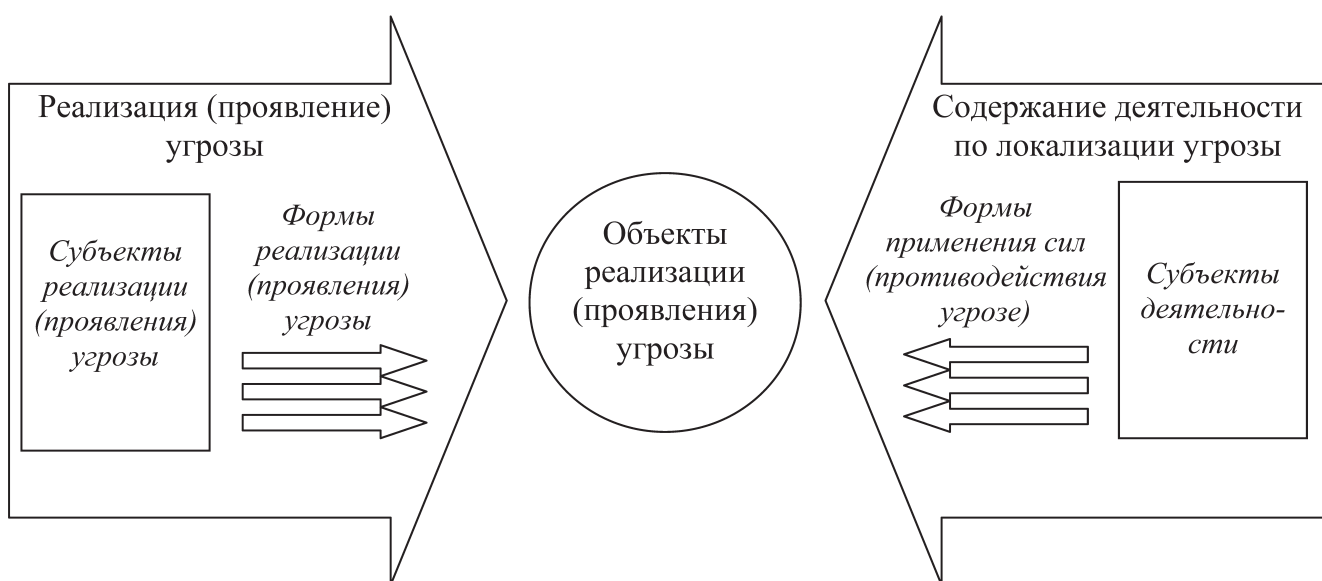 Реализация (проявление)
угрозы
Субъекты
реализации
(проявления)
угрозы
Формы
реализации
(проявления)
угрозы
Объекты
реализации
(проявления)
угрозы
Содержание деятельности
по локализации угрозы
Формы
применения сил
(противодействия
угрозе)
Субъекты
деятельно-
сти